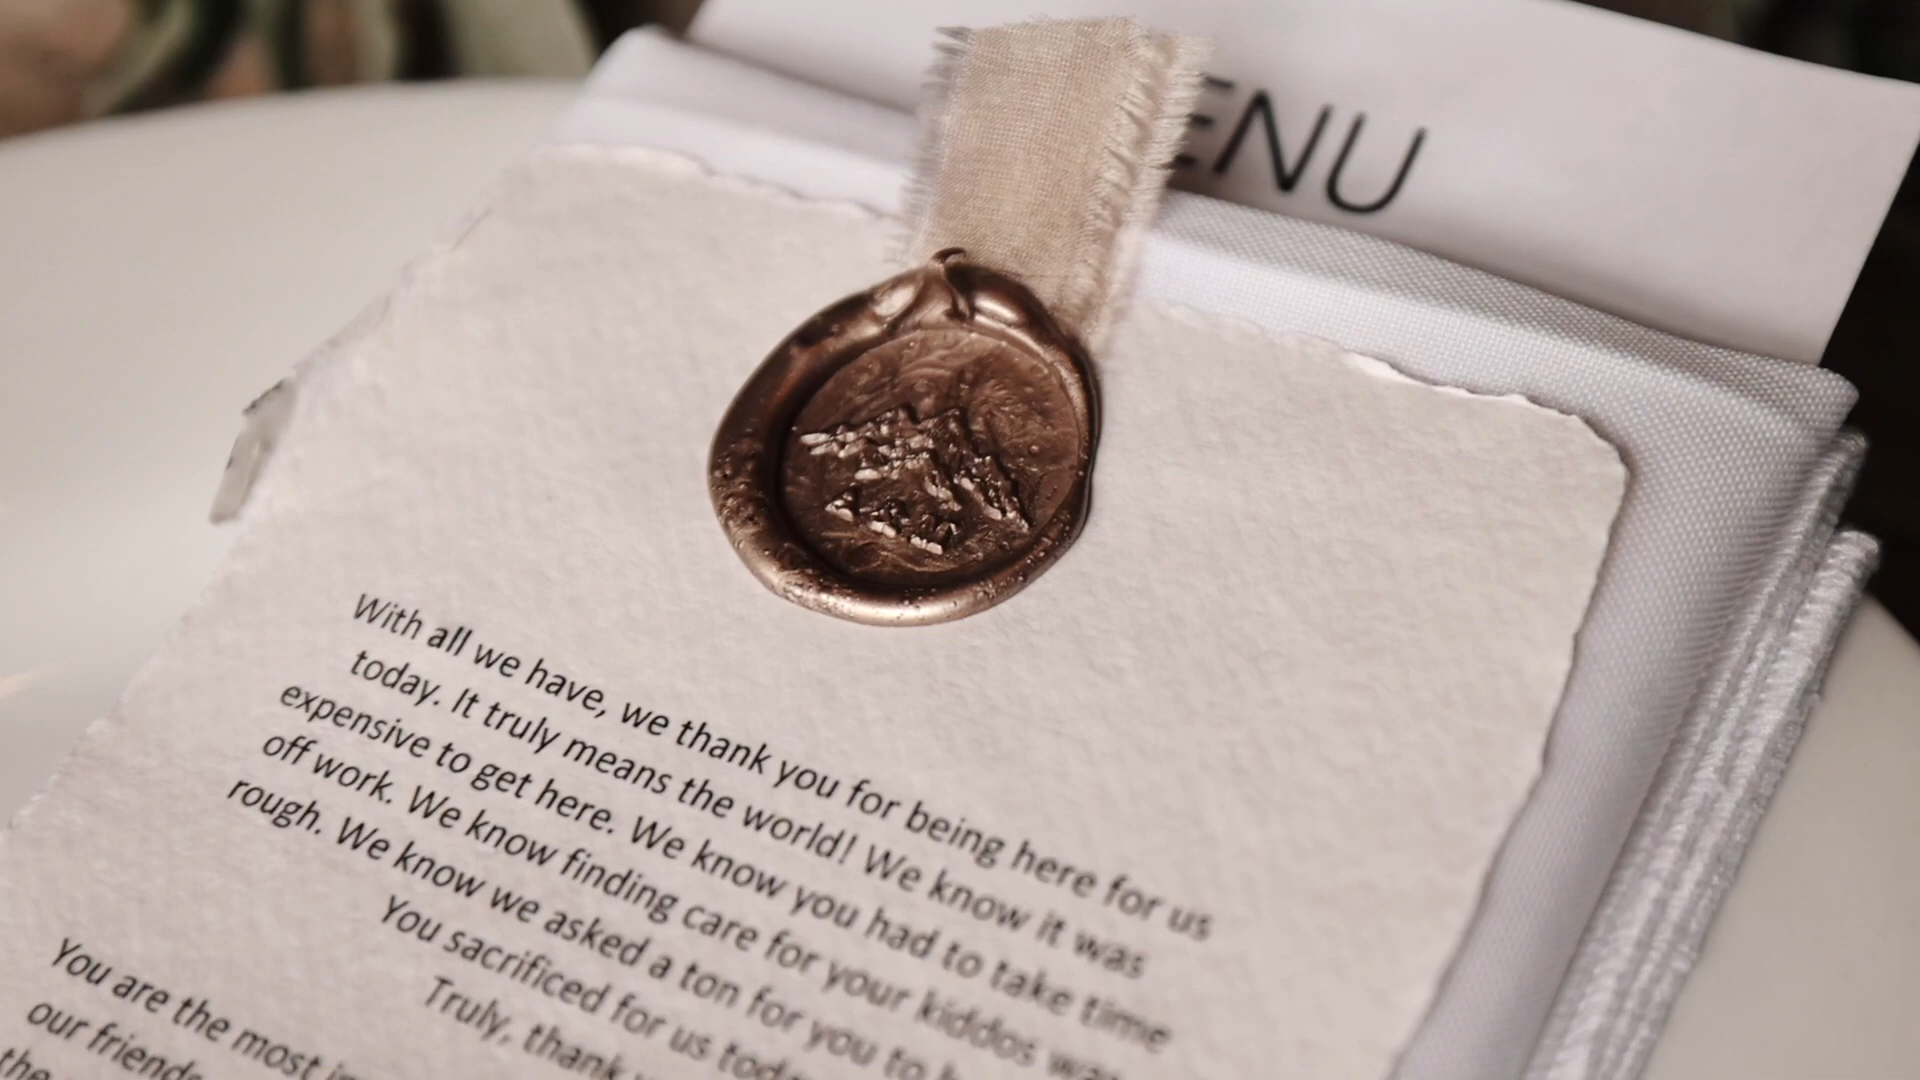 ENU
With all we have, we thank you for being here for us
today. It truly means the world! We know it was
expensive to get here. We know you had to take time
off work. We know finding care for your kiddos was
rough. We know we asked a ton for you to
You sacrificed for us today
Truly, thank
You are the most
our friends
the